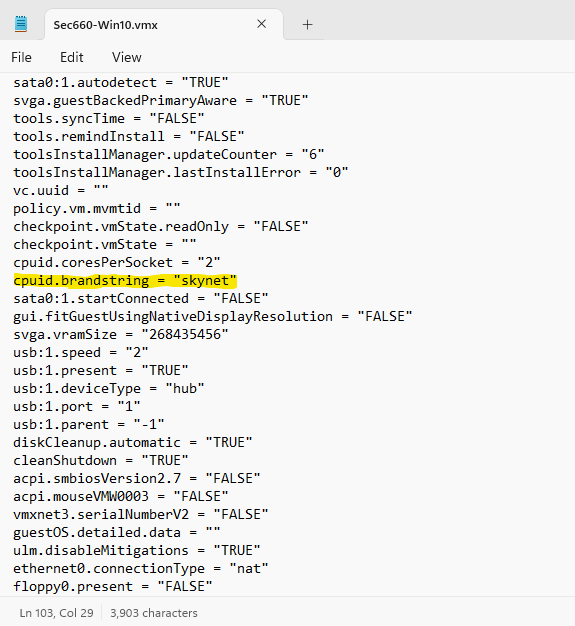 Sec660-Win10.vmx
File Edit View
sata0:1.autodetect = "TRUE"
svga.guestBackedPrimaryAware = "TRUE"
tools.syncTime = "FALSE"
tools.remindInstall = "FALSE"
toolsInstallManager.updateCounter = "6"
toolsInstallManager.lastInstallError = "0"
vc.uuid = ""
policy.vm.mvmtid = ""
checkpoint.vmState.readOnly = "FALSE"
checkpoint.vmState = ""
cpuid.coresPerSocket = "2"
cpuid.brandstring = "skynet"
sata0:1.startConnected = "FALSE"
gui.fitGuestUsingNativeDisplayResolution = "FALSE"
svga.vramSize = "268435456"
usb:1.speed = "2"
usb:1.present = "TRUE"
usb:1.deviceType = "hub"
usb:1.port = "1"
usb:1.parent = "-1"
diskCleanup.automatic = "TRUE"
cleanShutdown = "TRUE"
acpi.smbiosVersion2.7 = "FALSE"
acpi.mouseVMW0003 = "FALSE"
vmxnet3.serialNumberV2 = "FALSE"
guestOS.detailed.data = ""
ulm.disableMitigations = "TRUE"
ethernet0.connectionType = "nat"
floppy0.present = "FALSE"
Ln 103, Col 29 3,903 characters